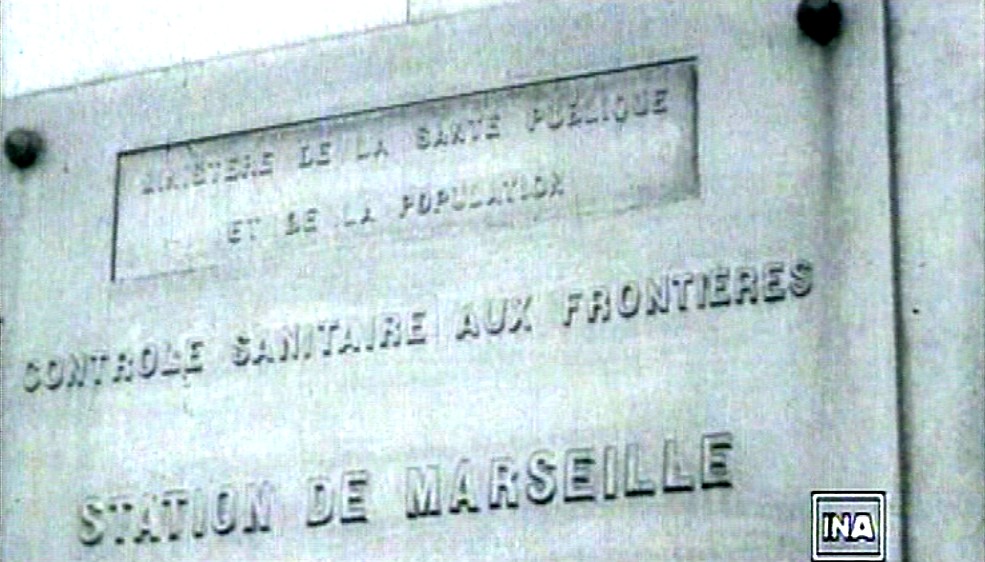 MINISTERE DE LA SANTE PUBLIQUE
ET DE LA POPULATION
CONTROLE SANITAIRE AUX FRONTIERES
STATION DE MARSEILLE
INA